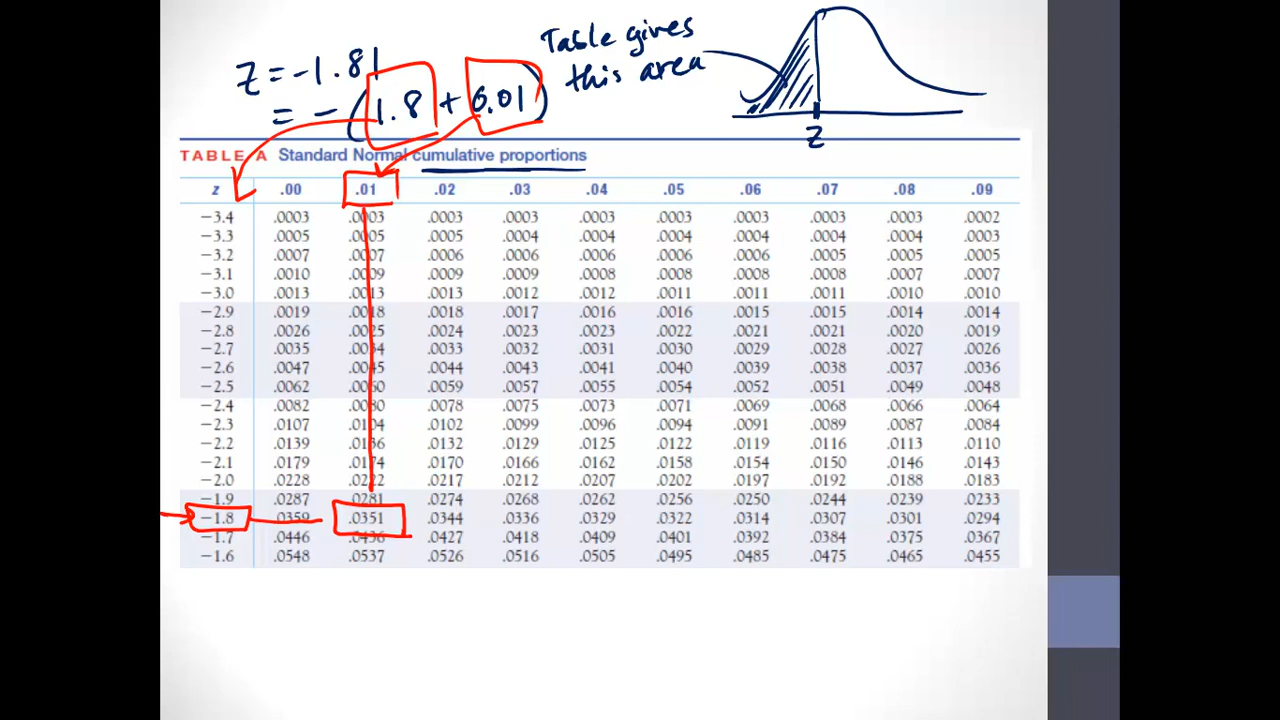 z = -1.81
= -(1.8 + 0.01)
Table gives
this area
z
TABLE A Standard Normal cumulative proportions
z .00 .01 .02 .03 .04 .05 .06 .07 .08 .09
−3.4 .0003 .0003 .0003 .0003 .0003 .0003 .0003 .0003 .0003 .0002
−3.3 .0005 .0005 .0005 .0004 .0004 .0004 .0004 .0004 .0004 .0003
−3.2 .0007 .0007 .0006 .0006 .0006 .0006 .0006 .0005 .0005 .0005
−3.1 .0010 .0009 .0009 .0009 .0008 .0008 .0008 .0008 .0007 .0007
−3.0 .0013 .0013 .0013 .0012 .0012 .0011 .0011 .0011 .0010 .0010
−2.9 .0019 .0018 .0018 .0017 .0016 .0016 .0015 .0015 .0014 .0014
−2.8 .0026 .0025 .0024 .0023 .0023 .0022 .0021 .0021 .0020 .0019
−2.7 .0035 .0034 .0033 .0032 .0031 .0030 .0029 .0028 .0027 .0026
−2.6 .0047 .0045 .0044 .0043 .0041 .0040 .0039 .0038 .0037 .0036
−2.5 .0062 .0060 .0059 .0057 .0055 .0054 .0052 .0051 .0049 .0048
−2.4 .0082 .0080 .0078 .0075 .0073 .0071 .0069 .0068 .0066 .0064
−2.3 .0107 .0104 .0102 .0099 .0096 .0094 .0091 .0089 .0087 .0084
−2.2 .0139 .0136 .0132 .0129 .0125 .0122 .0119 .0116 .0113 .0110
−2.1 .0179 .0174 .0170 .0166 .0162 .0158 .0154 .0150 .0146 .0143
−2.0 .0228 .0222 .0217 .0212 .0207 .0202 .0197 .0192 .0188 .0183
−1.9 .0287 .0281 .0274 .0268 .0262 .0256 .0250 .0244 .0239 .0233
−1.8 .0359 .0351 .0344 .0336 .0329 .0322 .0314 .0307 .0301 .0294
−1.7 .0446 .0436 .0427 .0418 .0409 .0401 .0392 .0384 .0375 .0367
−1.6 .0548 .0537 .0526 .0516 .0505 .0495 .0485 .0475 .0465 .0455